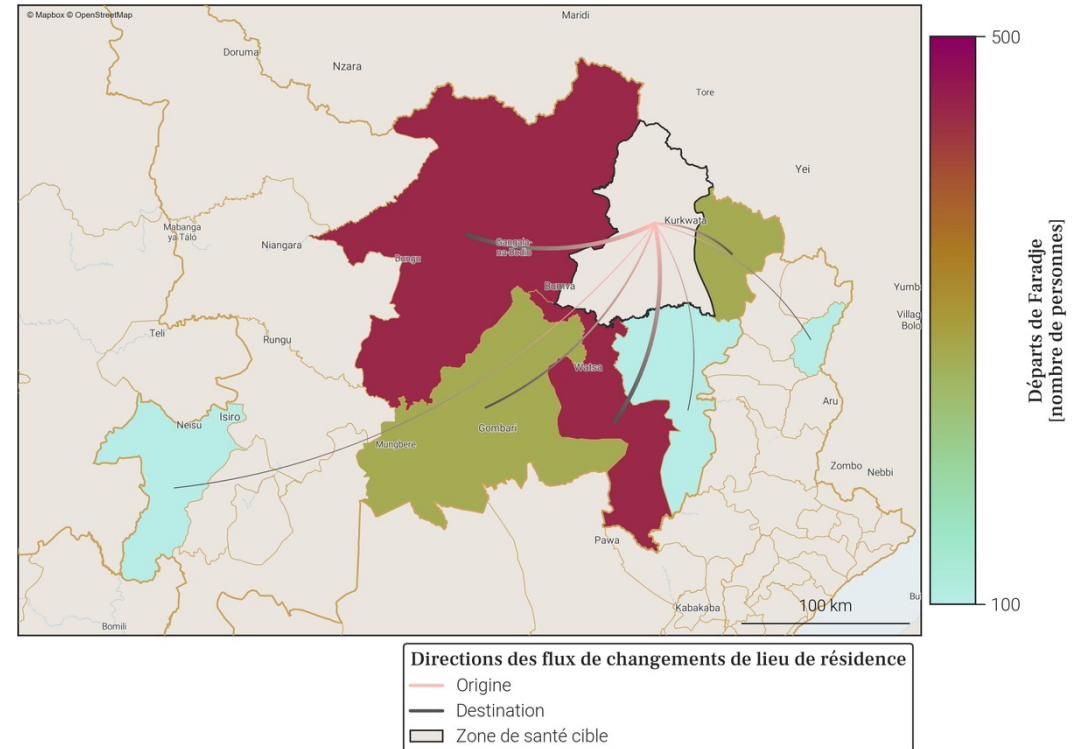 © Mapbox © OpenStreetMap
Maridi
Doruma
Nzara
Tore
Yei
Mabanga
ya Talo
Niangara
Kurkwata
Gangala
na-Bodio
Bungu
Yumb
Villag
Bolo
Teli
Rungu
Watsa
Aru
Neisu
Isiro
Gombari
Mungbere
Zombo
Nebbi
Pawa
Kabakaba
Bu
Bomili
100 km
500
100
Départs de Faradje
[nombre de personnes]
Directions des flux de changements de lieu de résidence
Origine
Destination
Zone de santé cible